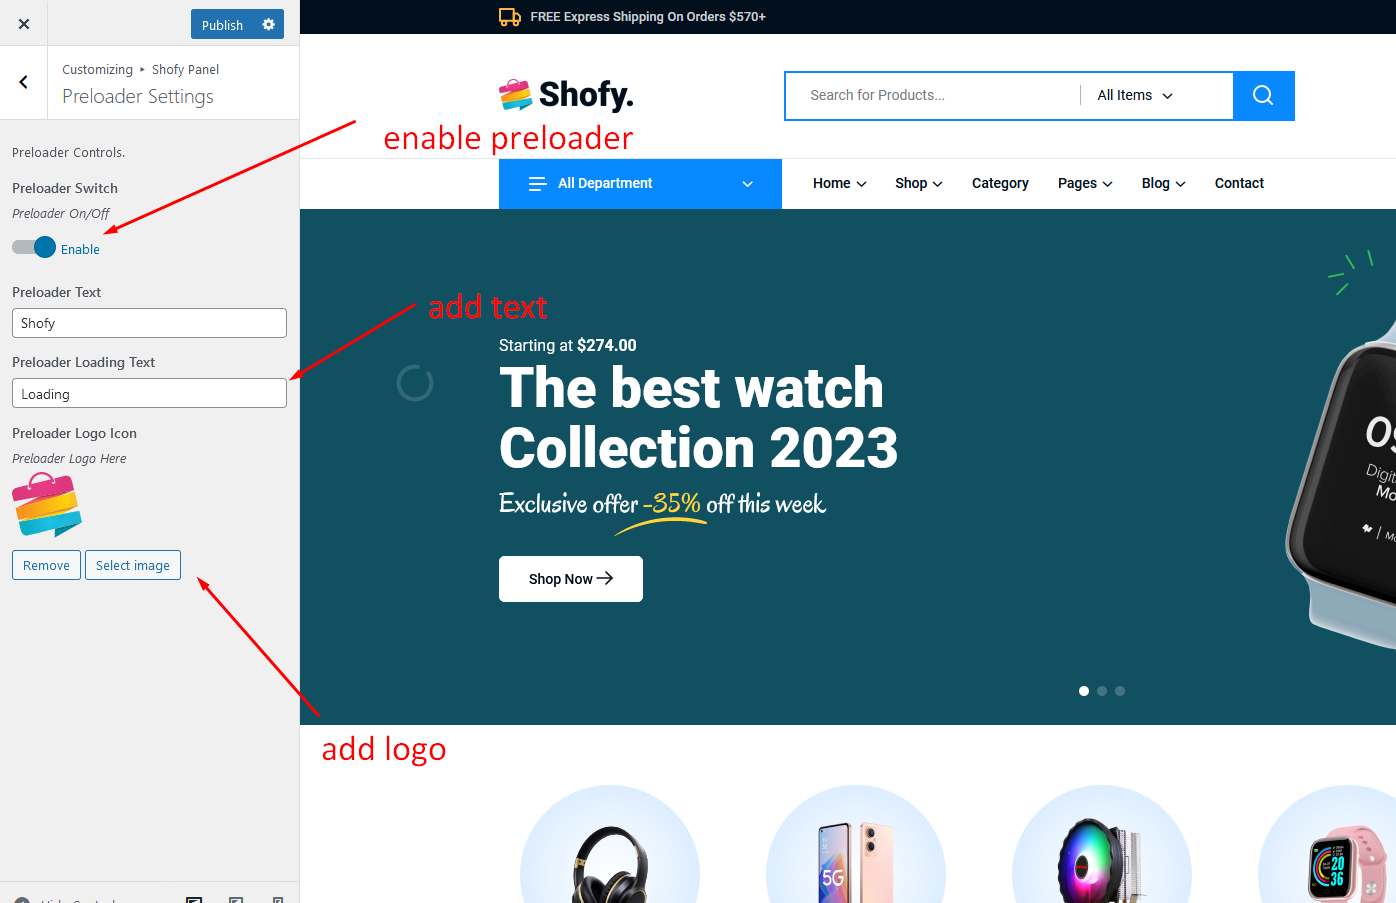 Publish
Customizing ▸ Shofy Panel
Preloader Settings
Preloader Controls.
Preloader Switch
Preloader On/Off
Enable
Preloader Text
Shofy
Preloader Loading Text
Loading
Preloader Logo Icon
Preloader Logo Here
Remove
Select image
FREE Express Shipping On Orders $570+
Shofy.
Search for Products...
All Items
enable preloader
All Department
Home
Shop
Category
Pages
Blog
Contact
add text
Starting at $274.00
The best watch
Collection 2023
Exclusive offer -35% off this week
Shop Now
add logo
5G